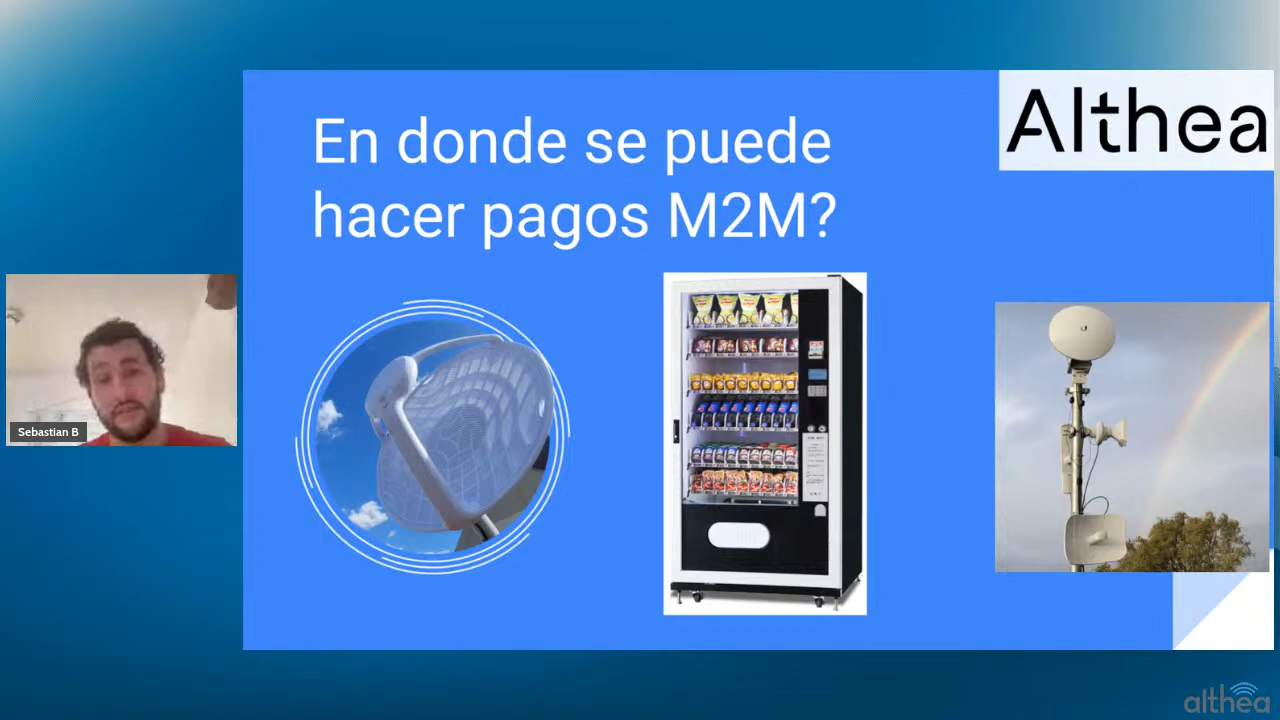 En donde se puede
hacer pagos M2M?
Althea
Sebastian B
althea